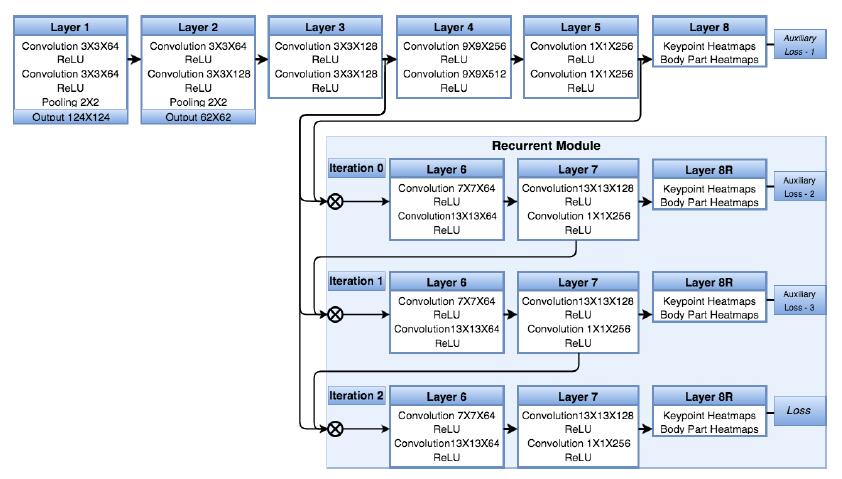 Layer 1
Convolution 3X3X64
ReLU
Convolution 3X3X64
ReLU
Pooling 2X2
Output 124X124
Layer 2
Convolution 3X3X64
ReLU
Convolution 3X3X128
ReLU
Pooling 2X2
Output 62X62
Layer 3
Convolution 3X3X128
ReLU
Convolution 3X3X128
ReLU
Layer 4
Convolution 9X9X256
ReLU
Convolution 9X9X512
ReLU
Layer 5
Convolution 1X1X256
ReLU
Convolution 1X1X256
ReLU
Layer 8
Keypoint Heatmaps
Body Part Heatmaps
Auxiliary
Loss - 1
Recurrent Module
Iteration 0
Layer 6
Convolution 7X7X64
ReLU
Convolution13X13X64
ReLU
Layer 7
Convolution13X13X128
ReLU
Convolution 1X1X256
ReLU
Layer 8R
Keypoint Heatmaps
Body Part Heatmaps
Auxiliary
Loss - 2
Iteration 1
Layer 6
Convolution 7X7X64
ReLU
Convolution13X13X64
ReLU
Layer 7
Convolution13X13X128
ReLU
Convolution 1X1X256
ReLU
Layer 8R
Keypoint Heatmaps
Body Part Heatmaps
Auxiliary
Loss - 3
Iteration 2
Layer 6
Convolution 7X7X64
ReLU
Convolution13X13X64
ReLU
Layer 7
Convolution13X13X128
ReLU
Convolution 1X1X256
ReLU
Layer 8R
Keypoint Heatmaps
Body Part Heatmaps
Loss